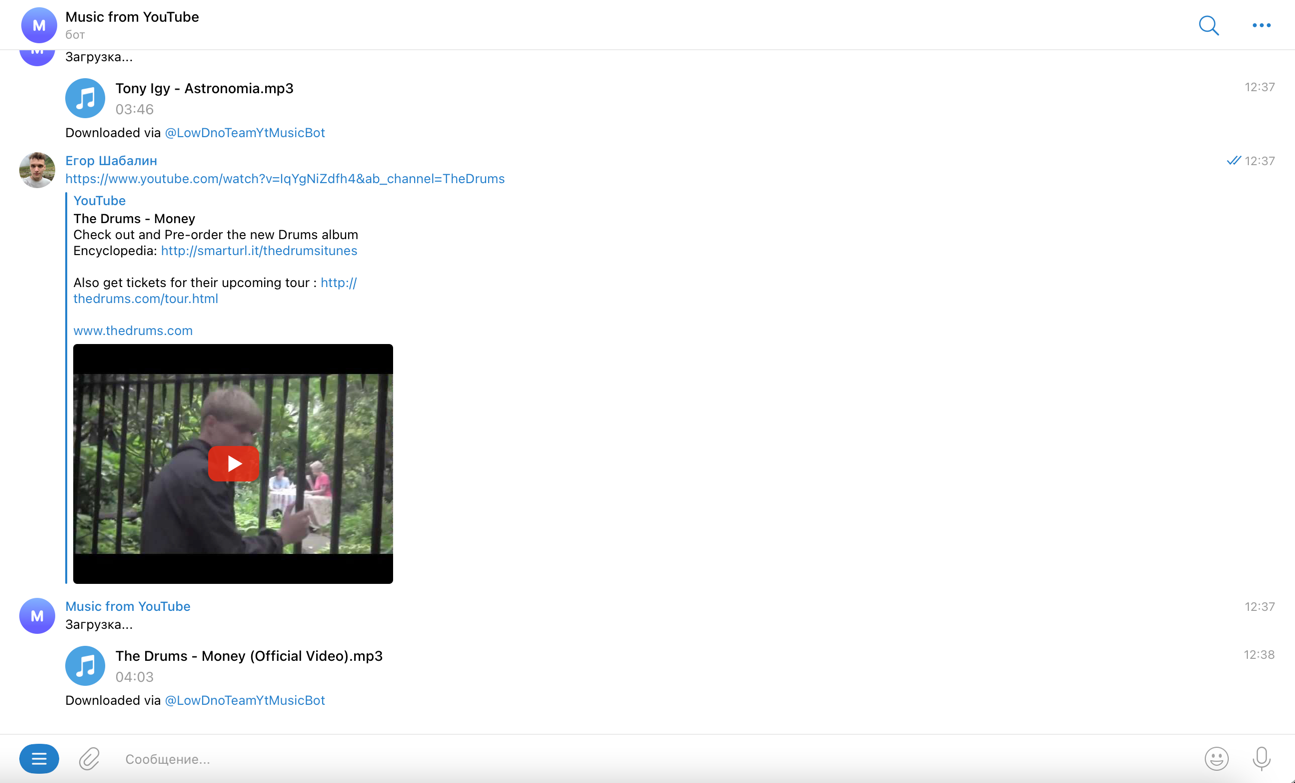 M
Music from YouTube
бот
Загрузка...
Tony Igy - Astronomia.mp3
12:37
03:46
Downloaded via @LowDnoTeamYtMusicBot
Егор Шабалин
12:37
https://www.youtube.com/watch?v=IqYgNiZdfh4&ab_channel=TheDrums
YouTube
The Drums - Money
Check out and Pre-order the new Drums album
Encyclopedia: http://smarturl.it/thedrumsitunes
Also get tickets for their upcoming tour : http://
thedrums.com/tour.html
www.thedrums.com
Music from YouTube
12:37
M
Загрузка...
The Drums - Money (Official Video).mp3
12:38
04:03
Downloaded via @LowDnoTeamYtMusicBot
Сообщение...